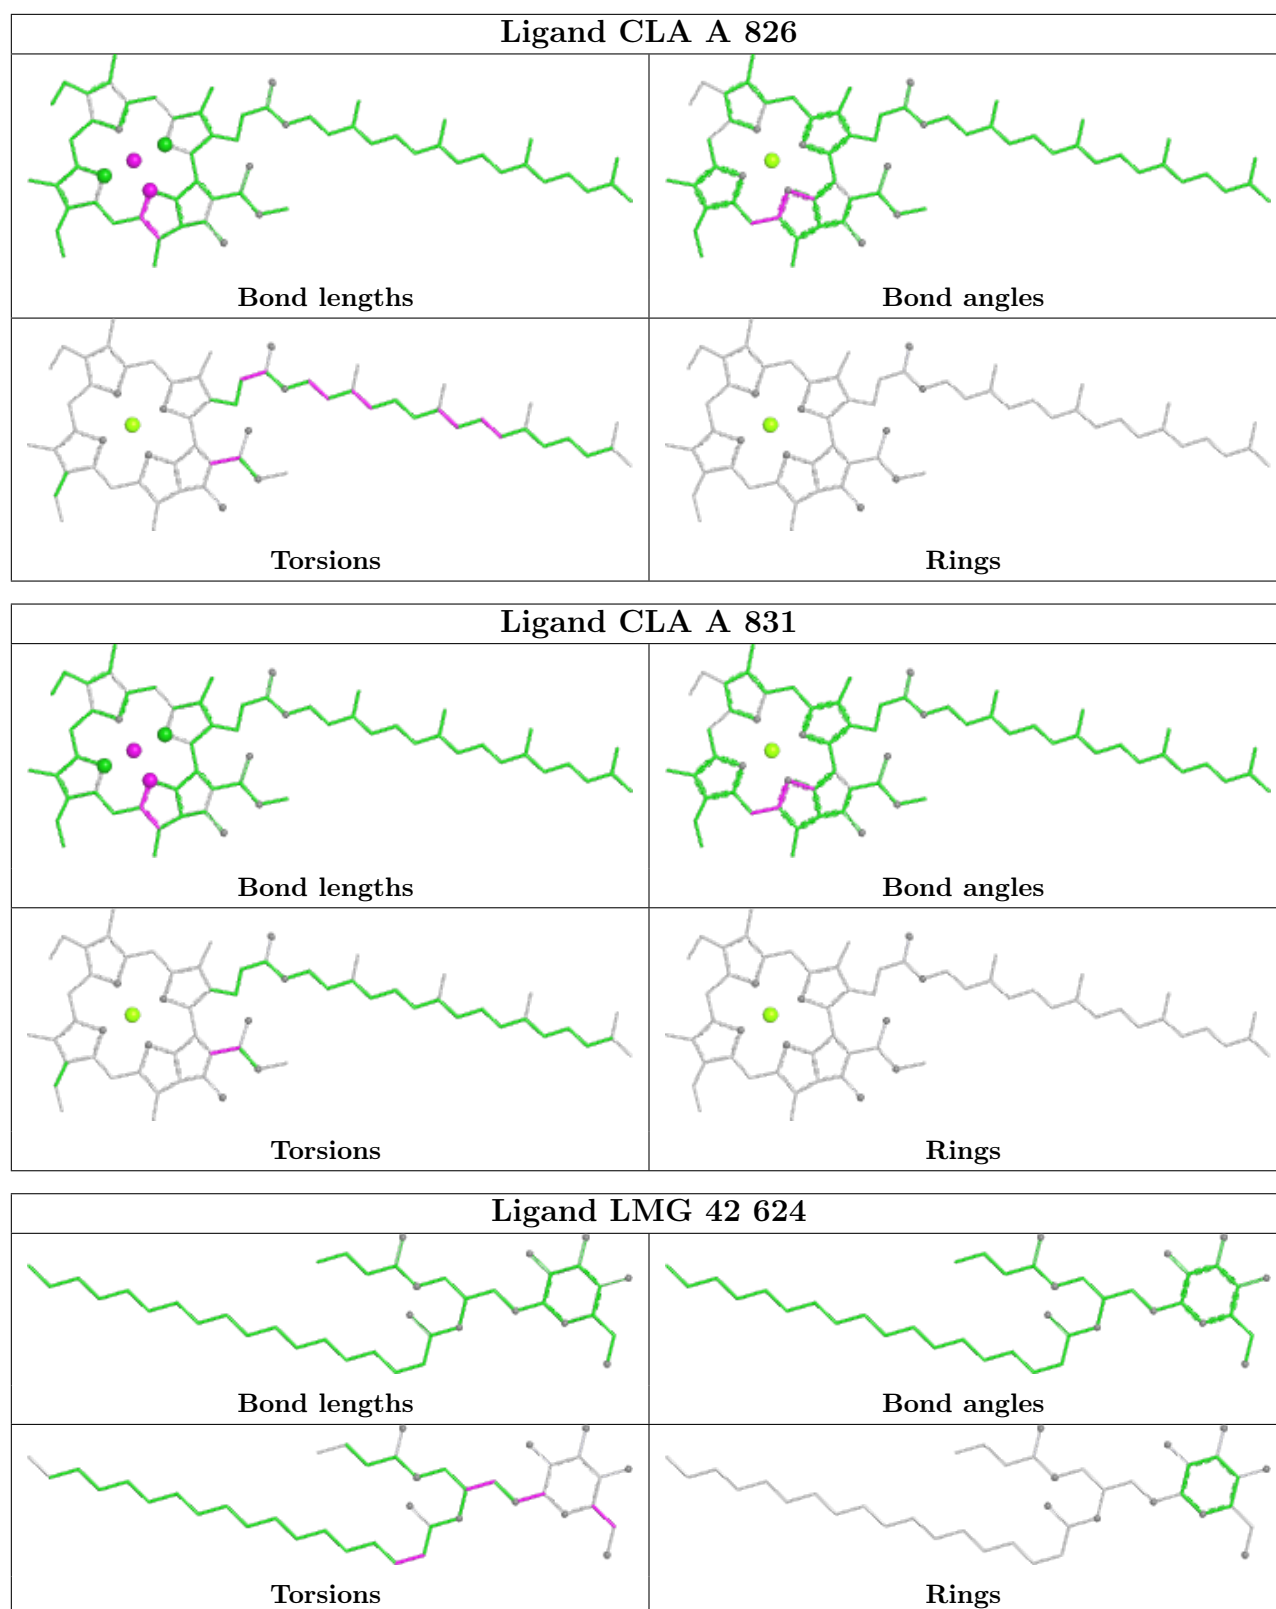 Ligand CLA A 826
Bond lengths
Bond angles
Torsions
Rings
Ligand CLA A 831
Bond lengths
Bond angles
Torsions
Rings
Ligand LMG 42 624
Bond lengths
Bond angles
Torsions
Rings